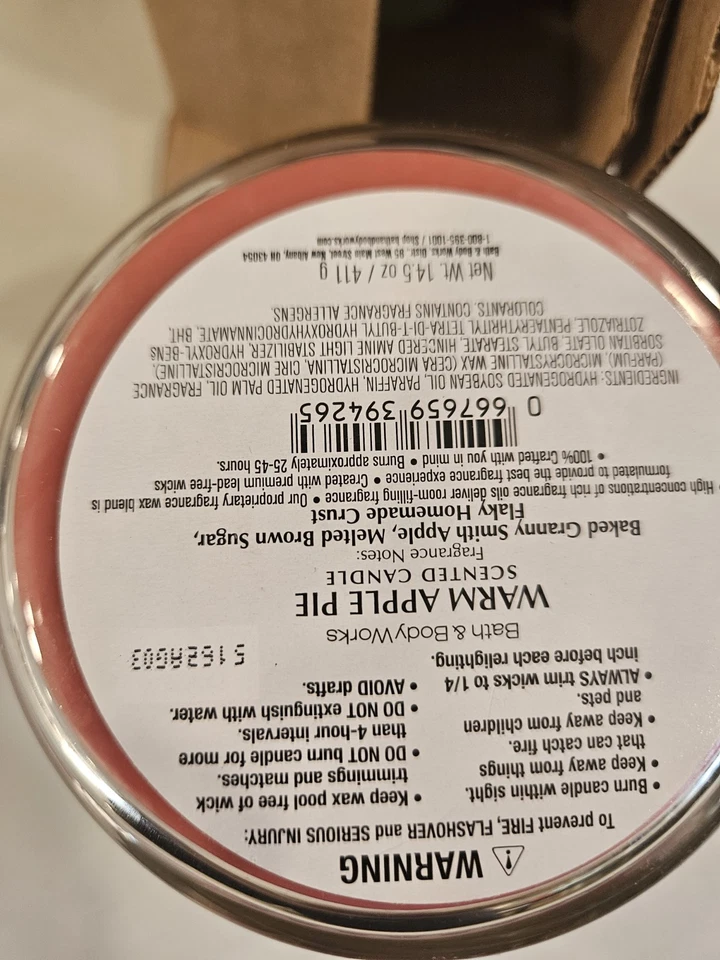 WARNING
To prevent FIRE, FLASHOVER and SERIOUS INJURY:
• Burn candle within sight.
• Keep away from things
that can catch fire.
• Keep away from children
and pets.
• ALWAYS trim wicks to 1/4
inch before each relighting.
• Keep wax pool free of wick
trimmings and matches.
• DO NOT burn candle for more
than 4-hour intervals.
• DO NOT extinguish with water.
• AVOID drafts.
5162AG03
Bath & Body Works
WARM APPLE PIE
SCENTED CANDLE
Fragrance Notes:
Baked Granny Smith Apple, Melted Brown Sugar,
Flaky Homemade Crust
• High concentrations of rich fragrance oils deliver room-filling fragrance • Our proprietary fragrance wax blend is
formulated to provide the best fragrance experience • Created with premium lead-free wicks
• 100% Crafted with you in mind • Burns approximately 25-45 hours.
0 667659 394265
INGREDIENTS: HYDROGENATED SOYBEAN OIL, PARAFFIN, HYDROGENATED PALM OIL, FRAGRANCE
(PARFUM), MICROCRYSTALLINE WAX (CERA MICROCRISTALLINA, CIRE MICROCRISTALLINE),
SORBITAN OLEATE, BUTYL STEARATE, HINDERED AMINE LIGHT STABILIZER, HYDROXYL-BENS
ZOTRIAZOLE, PENTAERYTHRITYL TETRA-DI-T-BUTYL HYDROXYHYDROCINNAMATE, BHT,
COLORANTS. CONTAINS FRAGRANCE ALLERGENS.
Net Wt. 14.5 oz / 411 g
Bath & Body Works, Distr., 95 West Main Street, New Albany, OH 43054
1-800-395-1001 / Shop bathandbodyworks.com